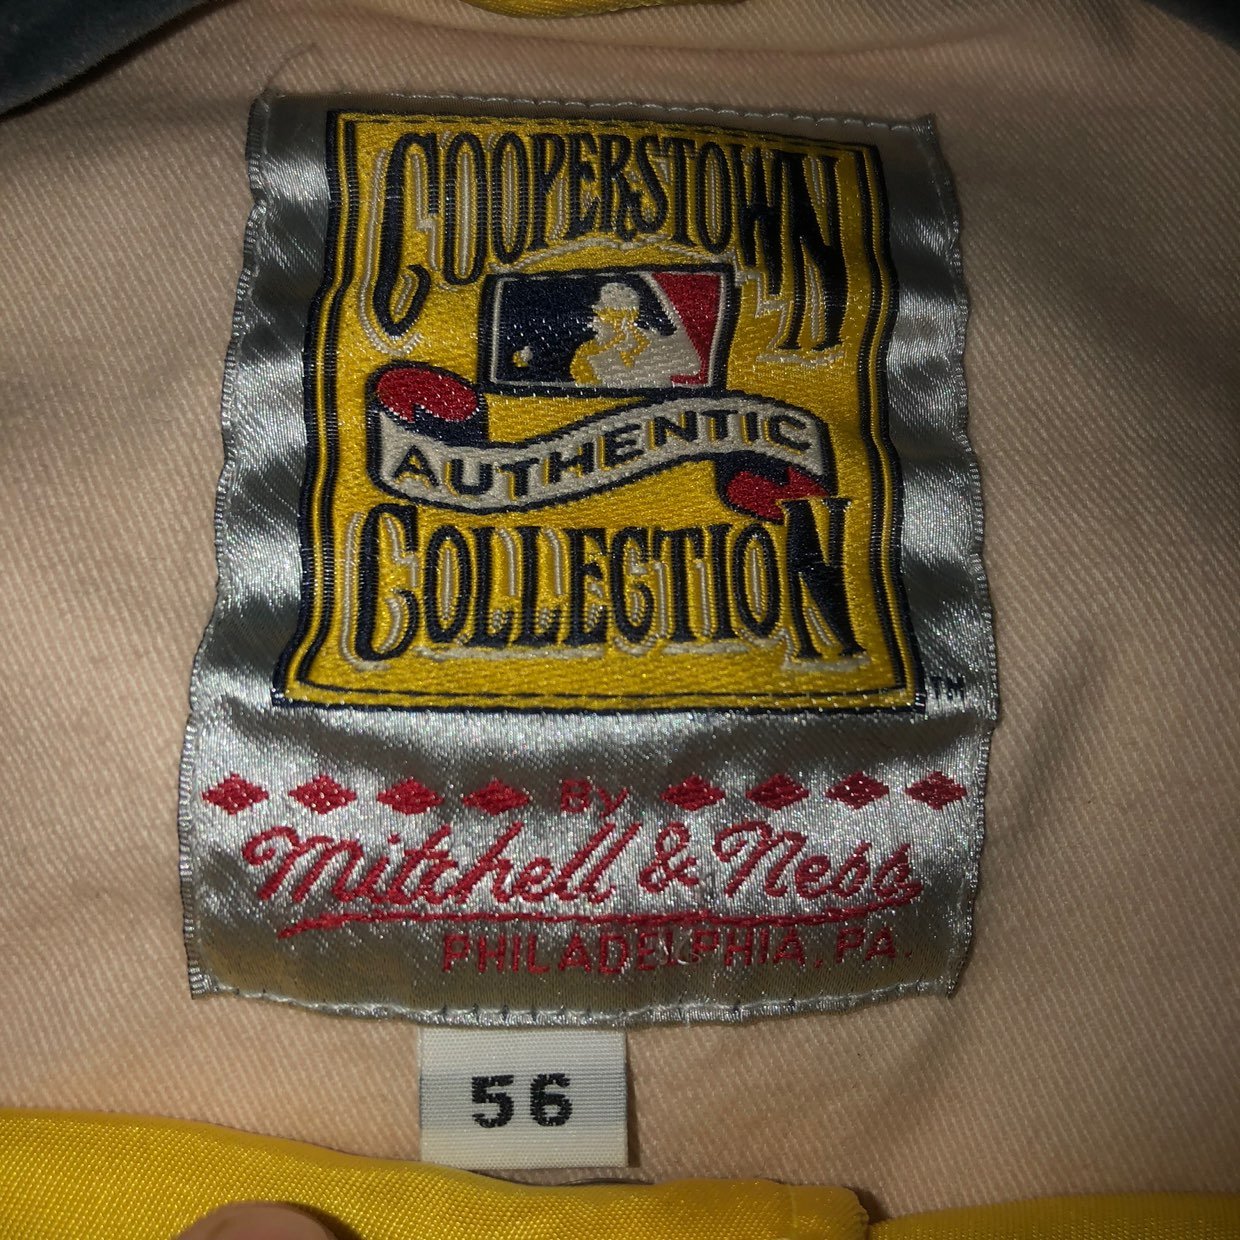 COOPERSTOWN
AUTHENTIC
COLLECTION
TM
By
Mitchell & Ness
PHILADELPHIA, PA.
56